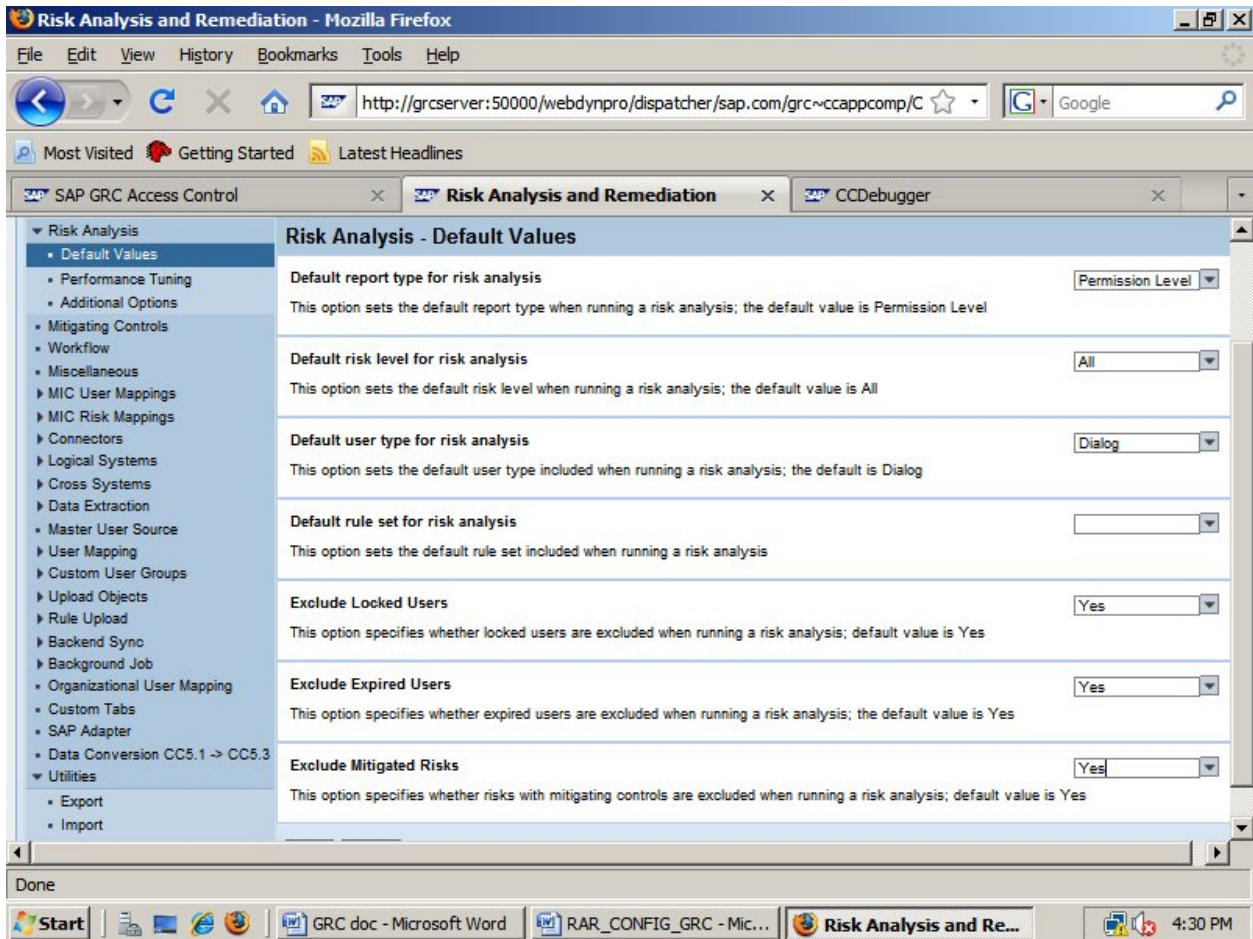 Risk Analysis and Remediation - Mozilla Firefox
File Edit View History Bookmarks Tools Help
SAP http://grcserver:50000/webdynpro/dispatcher/sap.com/grc~ccappcomp/C G Google
Most Visited Getting Started Latest Headlines
SAP SAP GRC Access Control SAP Risk Analysis and Remediation SAP CCDebugger
Risk Analysis
Default Values
Performance Tuning
Additional Options
Mitigating Controls
Workflow
Miscellaneous
MIC User Mappings
MIC Risk Mappings
Connectors
Logical Systems
Cross Systems
Data Extraction
Master User Source
User Mapping
Custom User Groups
Upload Objects
Rule Upload
Backend Sync
Background Job
Organizational User Mapping
Custom Tabs
SAP Adapter
Data Conversion CC5.1 -> CC5.3
Utilities
Export
Import
Risk Analysis - Default Values
Default report type for risk analysis Permission Level
This option sets the default report type when running a risk analysis; the default value is Permission Level
Default risk level for risk analysis All
This option sets the default risk level when running a risk analysis; the default value is All
Default user type for risk analysis Dialog
This option sets the default user type included when running a risk analysis; the default is Dialog
Default rule set for risk analysis
This option sets the default rule set included when running a risk analysis
Exclude Locked Users Yes
This option specifies whether locked users are excluded when running a risk analysis; default value is Yes
Exclude Expired Users Yes
This option specifies whether expired users are excluded when running a risk analysis; the default value is Yes
Exclude Mitigated Risks Yes
This option specifies whether risks with mitigating controls are excluded when running a risk analysis; default value is Yes
Done
Start GRC doc - Microsoft Word RAR_CONFIG_GRC - Mic... Risk Analysis and Re... 4:30 PM